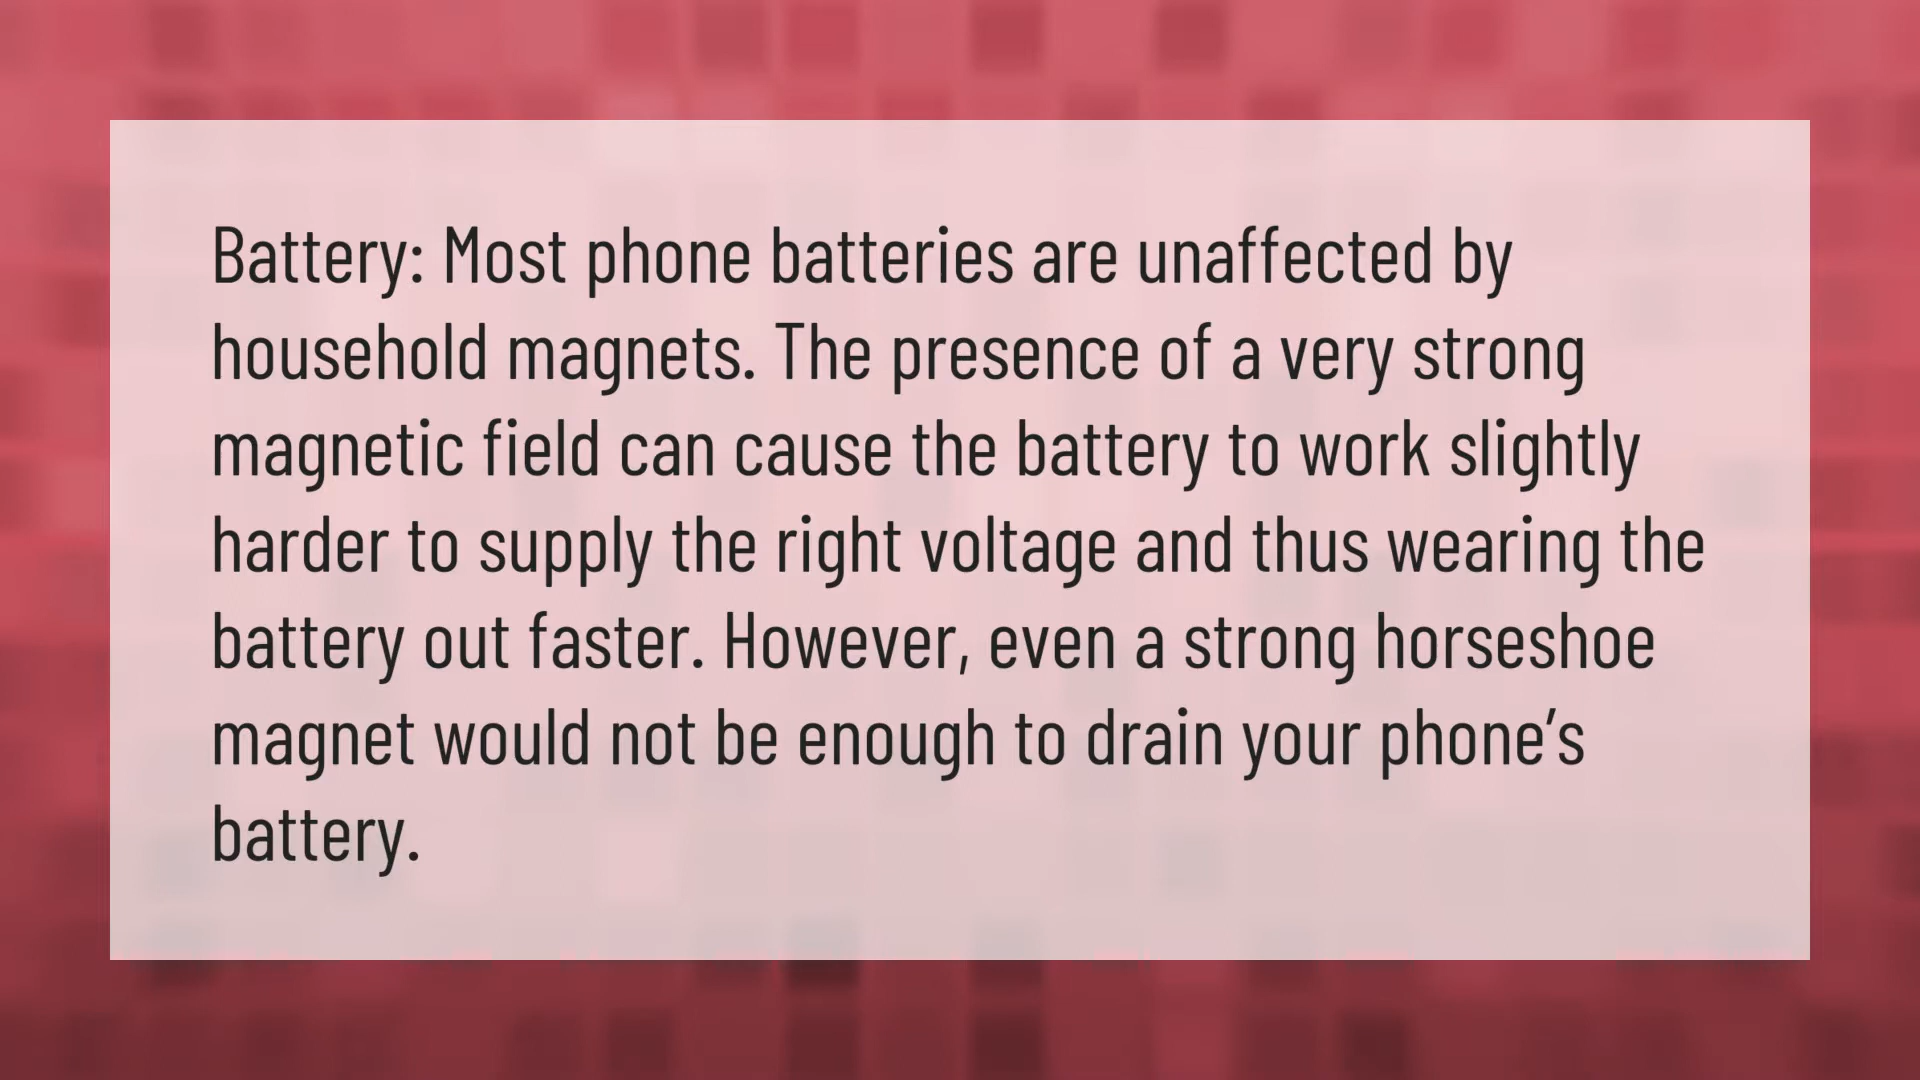 Battery: Most phone batteries are unaffected by
household magnets. The presence of a very strong
magnetic field can cause the battery to work slightly
harder to supply the right voltage and thus wearing the
battery out faster. However, even a strong horseshoe
magnet would not be enough to drain your phone’s
battery.